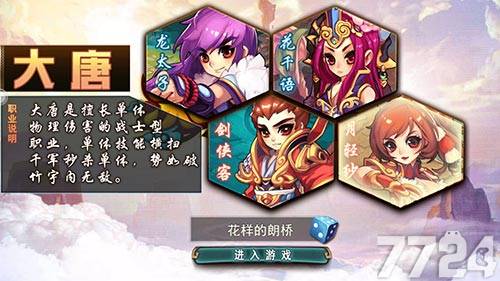 大唐
职业说明
大唐是擅长单体
物理伤害的战士型
职业，单体技能横扫
千军秒杀单体，势如破
竹宇内无敌。
龙太子
花千语
剑侠客
月轻纱
花样的朗桥
进入游戏
7724